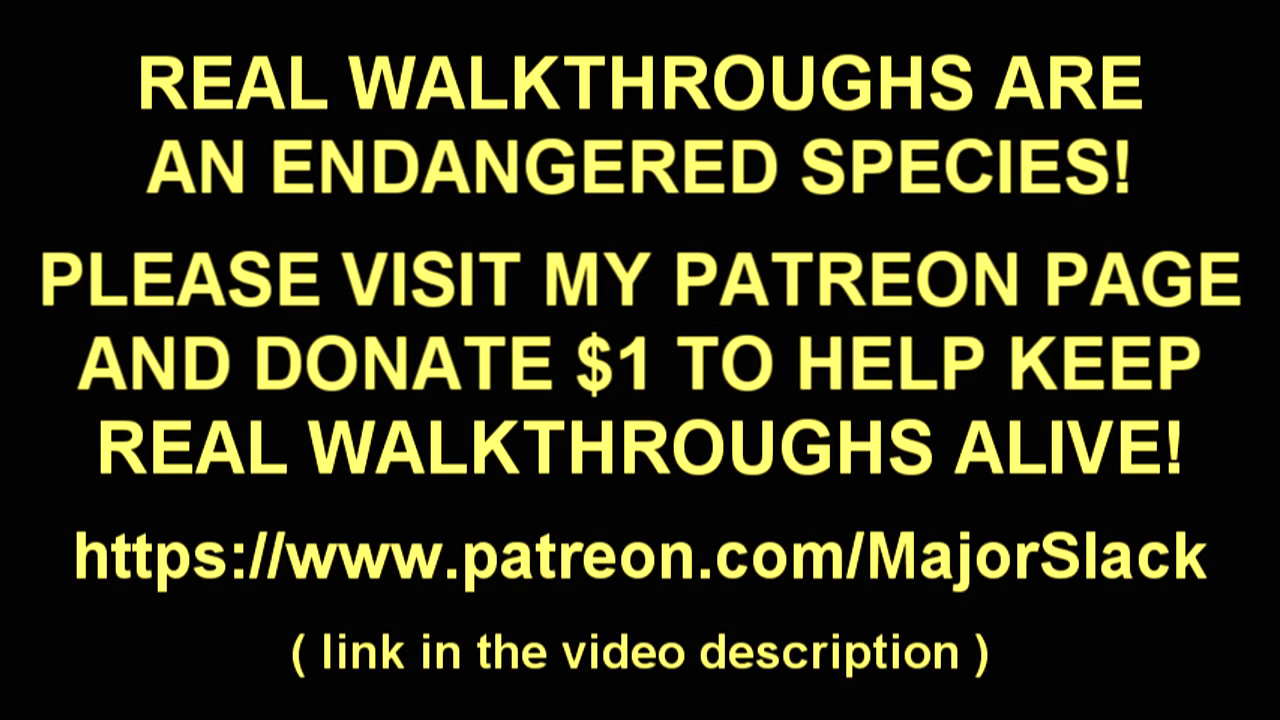 REAL WALKTHROUGHS ARE
AN ENDANGERED SPECIES!
PLEASE VISIT MY PATREON PAGE
AND DONATE $1 TO HELP KEEP
REAL WALKTHROUGHS ALIVE!
https://www.patreon.com/MajorSlack
( link in the video description )